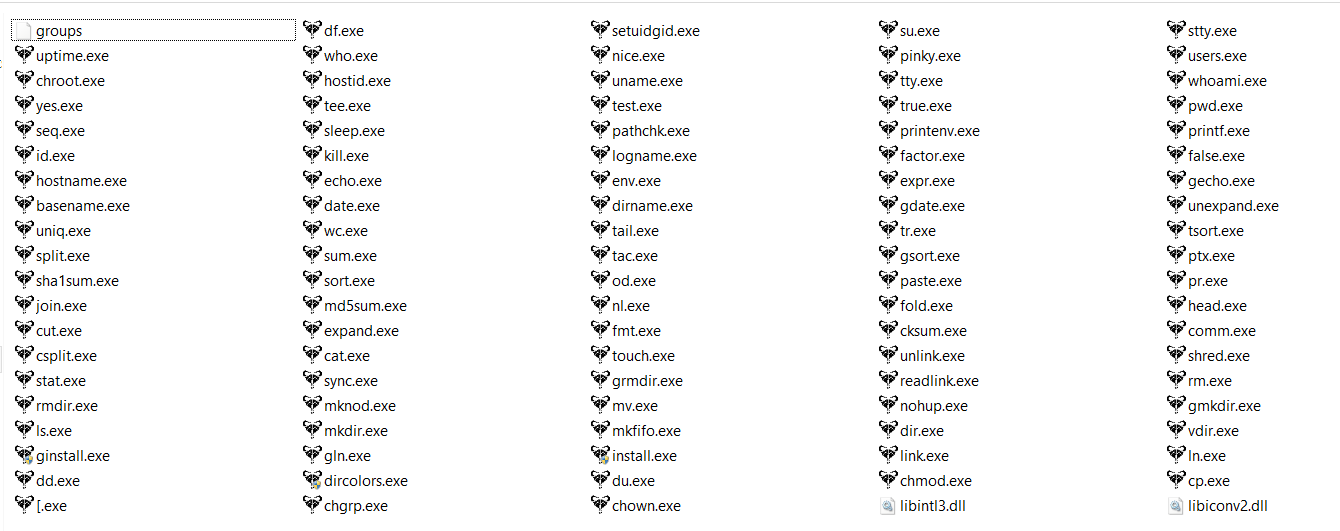 groups df.exe setuidgid.exe su.exe stty.exe
uptime.exe who.exe nice.exe pinky.exe users.exe
chroot.exe hostid.exe uname.exe tty.exe whoami.exe
yes.exe tee.exe test.exe true.exe pwd.exe
seq.exe sleep.exe pathchk.exe printenv.exe printf.exe
id.exe kill.exe logname.exe factor.exe false.exe
hostname.exe echo.exe env.exe expr.exe gecho.exe
basename.exe date.exe dirname.exe gdate.exe unexpand.exe
uniq.exe wc.exe tail.exe tr.exe tsort.exe
split.exe sum.exe tac.exe gsort.exe ptx.exe
sha1sum.exe sort.exe od.exe paste.exe pr.exe
join.exe md5sum.exe nl.exe fold.exe head.exe
cut.exe expand.exe fmt.exe cksum.exe comm.exe
csplit.exe cat.exe touch.exe unlink.exe shred.exe
stat.exe sync.exe grmdir.exe readlink.exe rm.exe
rmdir.exe mknod.exe mv.exe nohup.exe gmkdir.exe
ls.exe mkdir.exe mkfifo.exe dir.exe vdir.exe
ginstall.exe gln.exe install.exe link.exe ln.exe
dd.exe dircolors.exe du.exe chmod.exe cp.exe
[.exe chgrp.exe chown.exe libintl3.dll libiconv2.dll